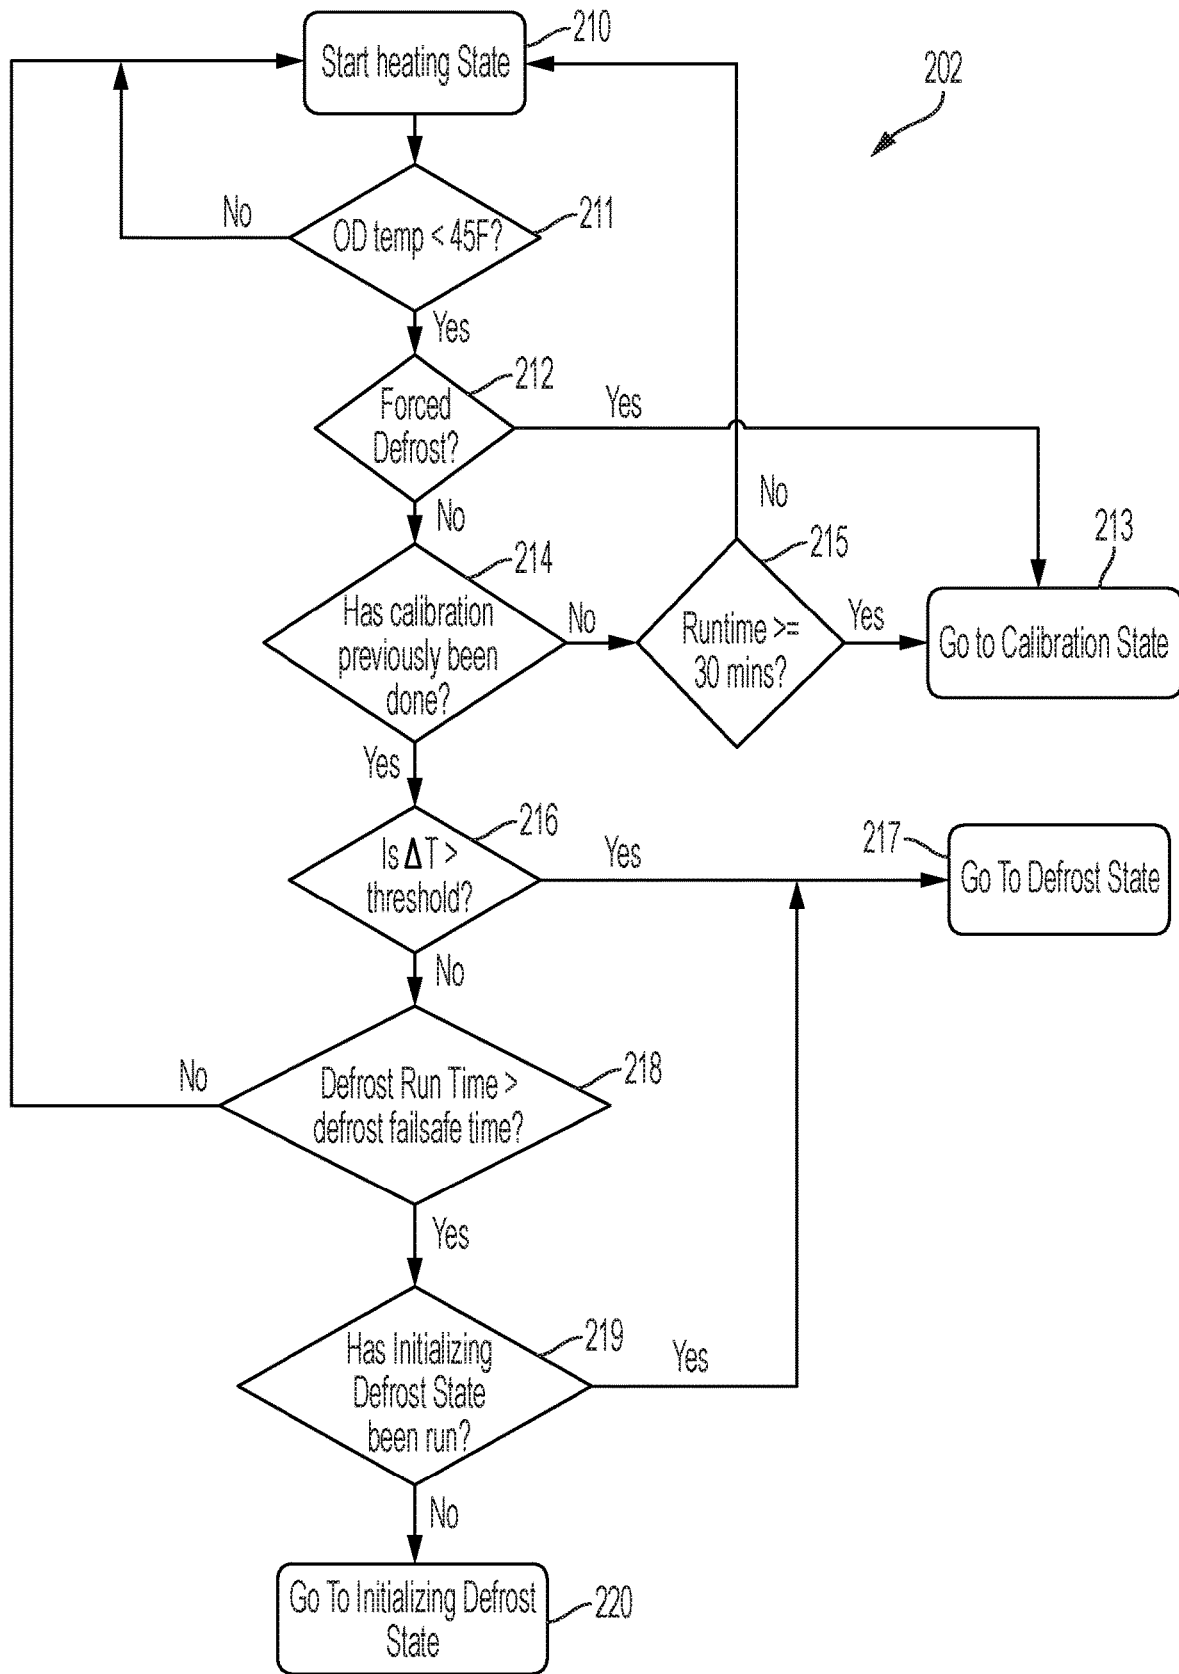 210
Start heating State
202
No
211
OD temp < 45F?
Yes
212
Yes
Forced
Defrost?
No
No
213
215
214
Has calibration
previously been
done?
No
Runtime >=
30 mins?
Yes
Go to Calibration State
Yes
216
Is Δ T >
threshold?
Yes
217
Go To Defrost State
No
No
218
Defrost Run Time >
defrost failsafe time?
Yes
219
Has Initializing
Defrost State
been run?
Yes
No
Go To Initializing Defrost
State
220